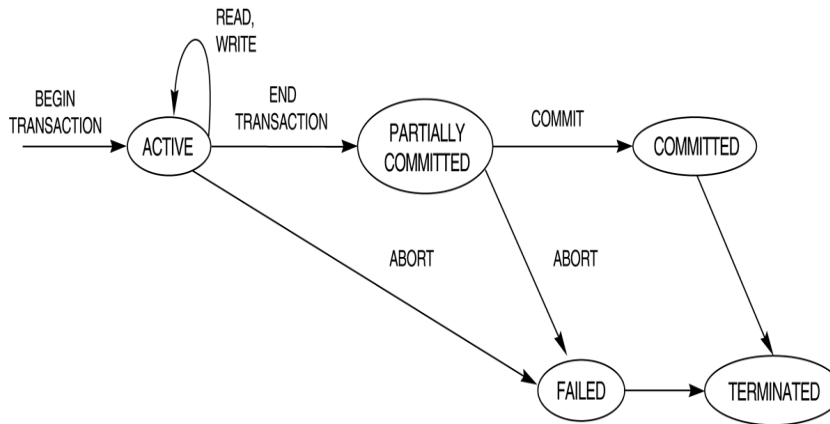 READ,
WRITE
BEGIN
TRANSACTION
END
TRANSACTION
ACTIVE
PARTIALLY
COMMITTED
COMMIT
COMMITTED
ABORT
ABORT
FAILED
TERMINATED